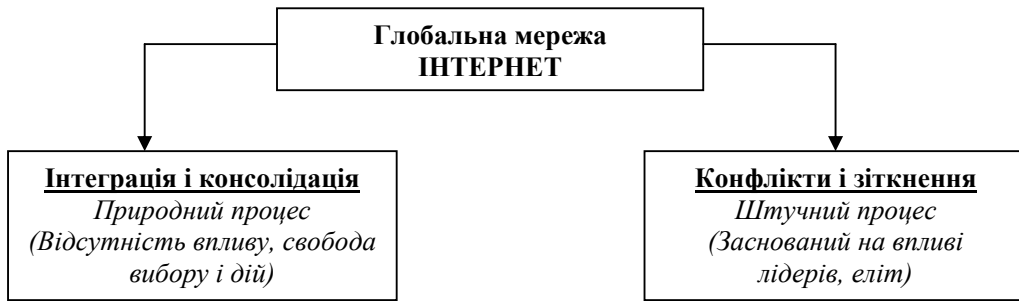 Глобальна мережа
ІНТЕРНЕТ
Інтеграція і консолідація
Природний процес
(Відсутність впливу, свобода
вибору і дій)
Конфлікти і зіткнення
Штучний процес
(Заснований на впливі
лідерів, еліт)